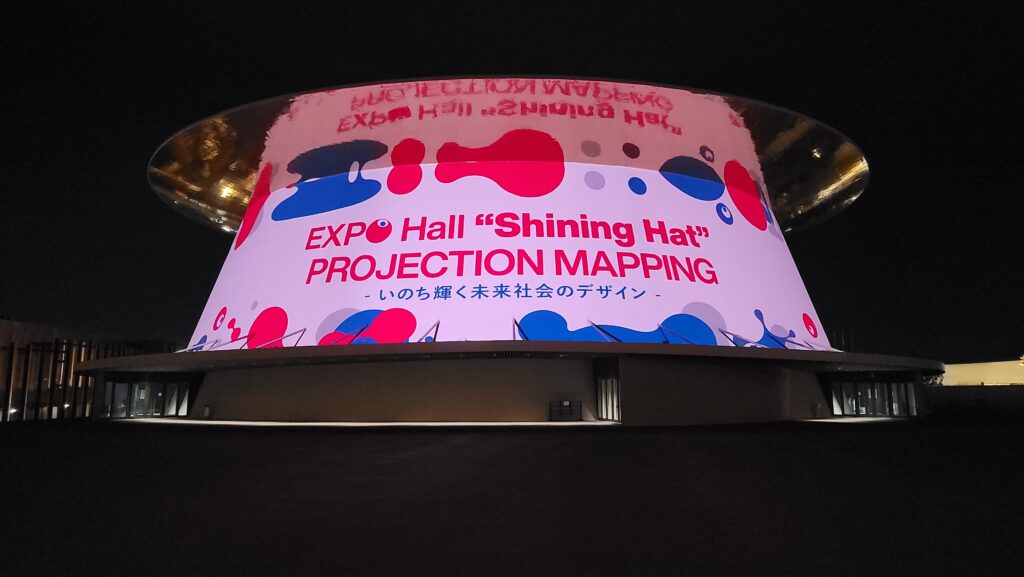 EXPO Hall “Shining Hat”
PROJECTION MAPPING
- いのち輝く未来社会のデザイン -